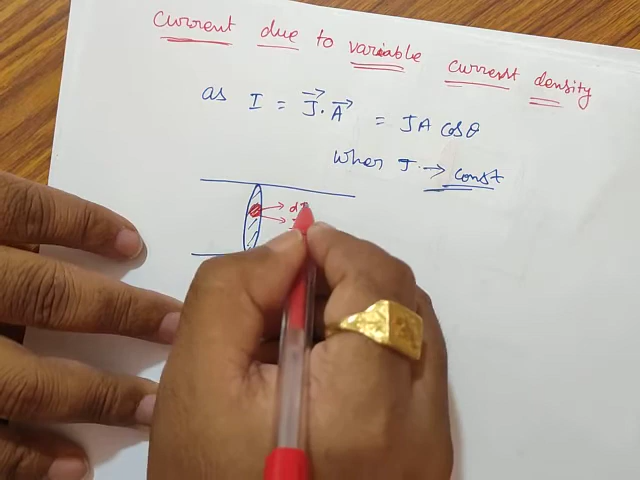 Current due to variable current density
as I = J⃗ . A⃗ = JA cosθ
when J → const